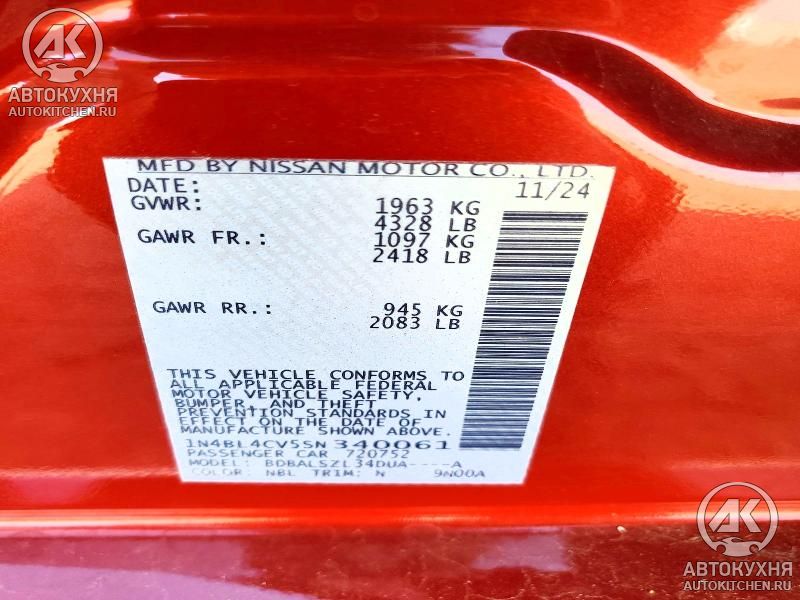 АК
АВТОКУХНЯ
AUTOKITCHEN.RU
MFD BY NISSAN MOTOR CO., LTD.
DATE: 11/24
GVWR: 1963 KG
4328 LB
GAWR FR.: 1097 KG
2418 LB
GAWR RR.: 945 KG
2083 LB
THIS VEHICLE CONFORMS TO
ALL APPLICABLE FEDERAL
MOTOR VEHICLE SAFETY,
BUMPER, AND THEFT
PREVENTION STANDARDS IN
EFFECT ON THE DATE OF
MANUFACTURE SHOWN ABOVE.
1N4BL4CV5SN340061
PASSENGER CAR 720752
MODEL: BDBALSZL34DUA----A
COLOR: NBL TRIM: N 9N00A
АК
АВТОКУХНЯ
AUTOKITCHEN.RU